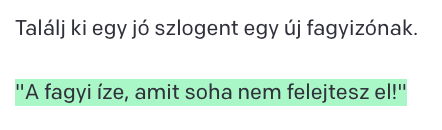 Találj ki egy jó szlogent egy új fagyizónak.
"A fagyi íze, amit soha nem felejtesz el!"